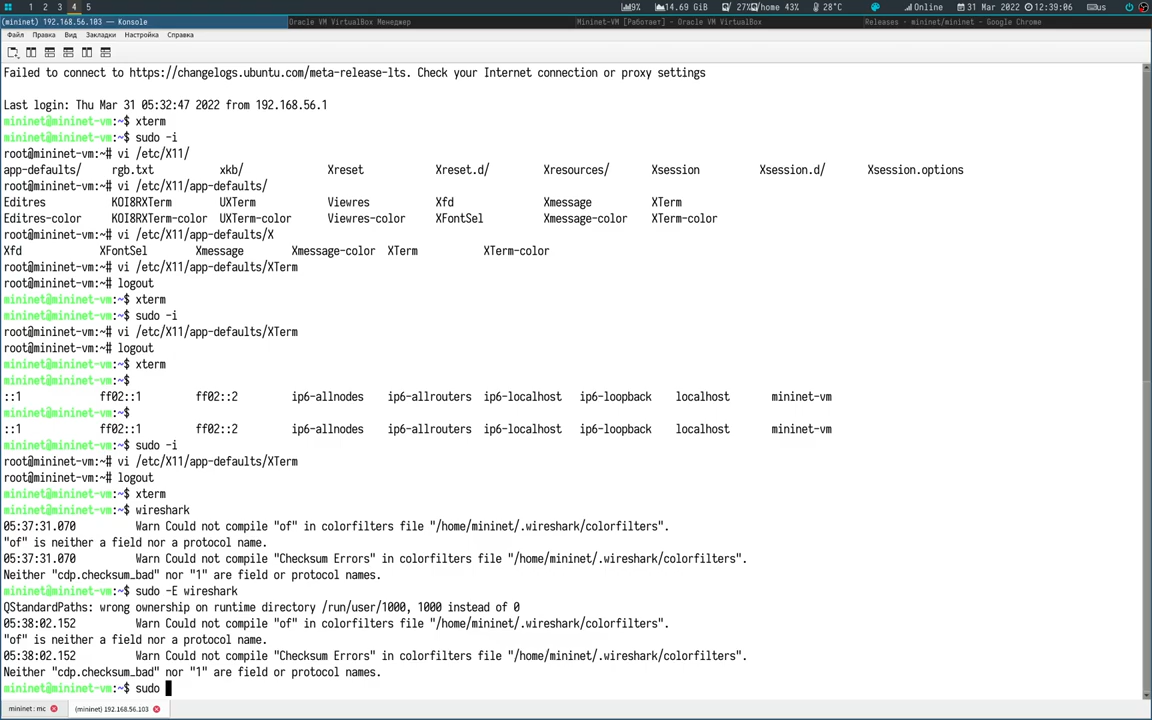 1 2 3 4 5 9% 14.69 GiB 27% /home 43% 28°C Online 31 Mar 2022 12:39:06 us
(mininet) 192.168.56.103 — Konsole Oracle VM VirtualBox Менеджер Mininet-VM [Работает] - Oracle VM VirtualBox Releases · mininet/mininet - Google Chrome
Файл Правка Вид Закладки Настройка Справка
Failed to connect to https://changelogs.ubuntu.com/meta-release-lts. Check your Internet connection or proxy settings
Last login: Thu Mar 31 05:32:47 2022 from 192.168.56.1
mininet@mininet-vm:~$ xterm
mininet@mininet-vm:~$ sudo -i
root@mininet-vm:~# vi /etc/X11/
app-defaults/ rgb.txt xkb/ Xreset Xreset.d/ Xresources/ Xsession Xsession.d/ Xsession.options
root@mininet-vm:~# vi /etc/X11/app-defaults/
Editres KOI8RXTerm UXTerm Viewres Xfd Xmessage XTerm
Editres-color KOI8RXTerm-color UXTerm-color Viewres-color XFontSel Xmessage-color XTerm-color
root@mininet-vm:~# vi /etc/X11/app-defaults/X
Xfd XFontSel Xmessage Xmessage-color XTerm XTerm-color
root@mininet-vm:~# vi /etc/X11/app-defaults/XTerm
root@mininet-vm:~# logout
mininet@mininet-vm:~$ xterm
mininet@mininet-vm:~$ sudo -i
root@mininet-vm:~# vi /etc/X11/app-defaults/XTerm
root@mininet-vm:~# logout
mininet@mininet-vm:~$ xterm
mininet@mininet-vm:~$
::1 ff02::1 ff02::2 ip6-allnodes ip6-allrouters ip6-localhost ip6-loopback localhost mininet-vm
mininet@mininet-vm:~$
::1 ff02::1 ff02::2 ip6-allnodes ip6-allrouters ip6-localhost ip6-loopback localhost mininet-vm
mininet@mininet-vm:~$ sudo -i
root@mininet-vm:~# vi /etc/X11/app-defaults/XTerm
root@mininet-vm:~# logout
mininet@mininet-vm:~$ xterm
mininet@mininet-vm:~$ wireshark
05:37:31.070 Warn Could not compile "of" in colorfilters file "/home/mininet/.wireshark/colorfilters".
"of" is neither a field nor a protocol name.
05:37:31.070 Warn Could not compile "Checksum Errors" in colorfilters file "/home/mininet/.wireshark/colorfilters".
Neither "cdp.checksum_bad" nor "1" are field or protocol names.
mininet@mininet-vm:~$ sudo -E wireshark
QStandardPaths: wrong ownership on runtime directory /run/user/1000, 1000 instead of 0
05:38:02.152 Warn Could not compile "of" in colorfilters file "/home/mininet/.wireshark/colorfilters".
"of" is neither a field nor a protocol name.
05:38:02.152 Warn Could not compile "Checksum Errors" in colorfilters file "/home/mininet/.wireshark/colorfilters".
Neither "cdp.checksum_bad" nor "1" are field or protocol names.
mininet@mininet-vm:~$ sudo
mininet : mc (mininet) 192.168.56.103